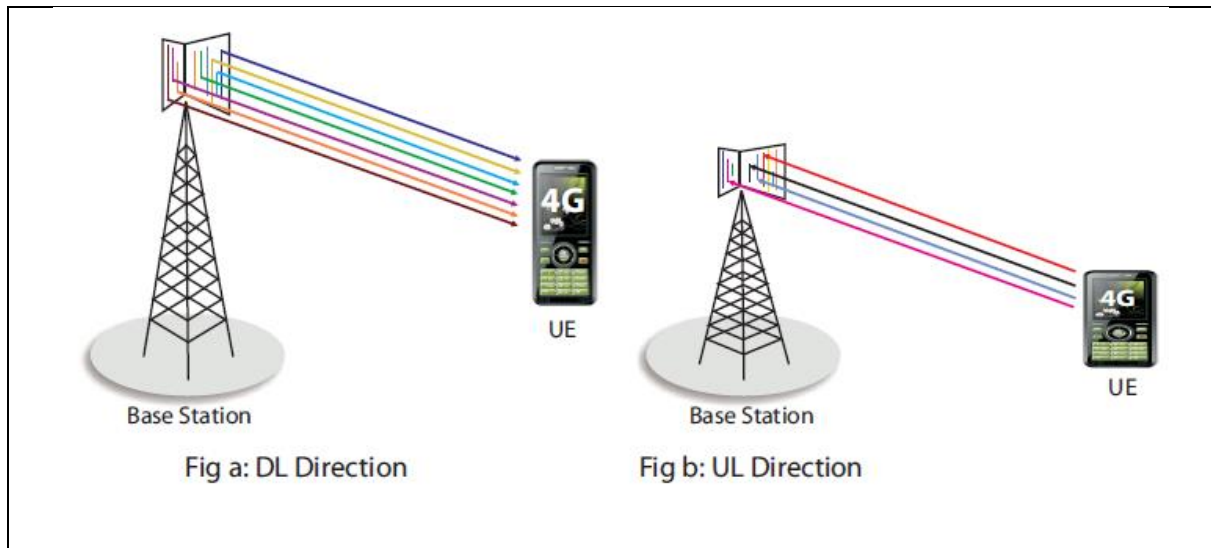 4G
UE
Base Station
Fig a: DL Direction
4G
UE
Base Station
Fig b: UL Direction